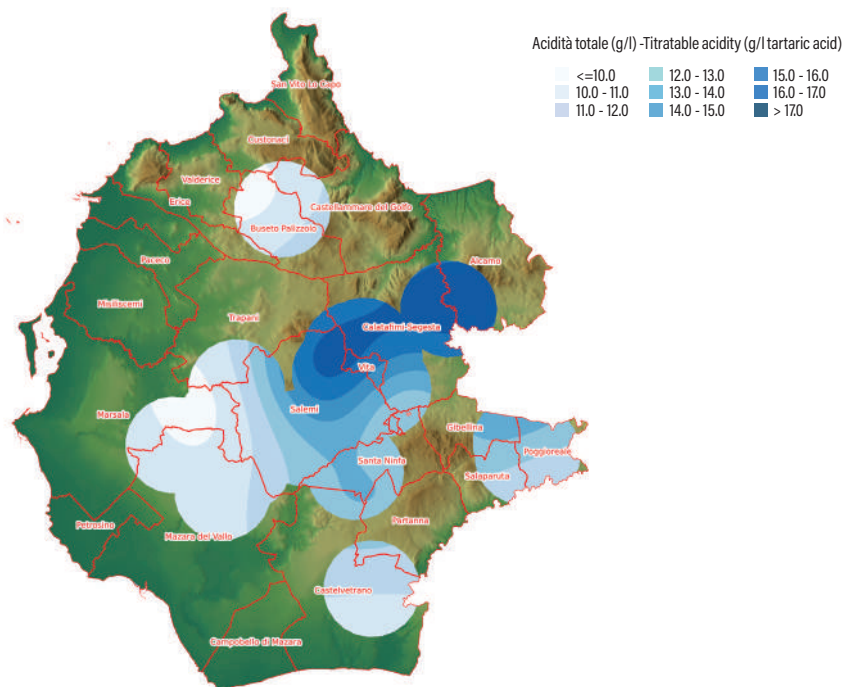 Acidità totale (g/l) -Titratable acidity (g/l tartaric acid)
<=10.0
10.0 - 11.0
11.0 - 12.0
12.0 - 13.0
13.0 - 14.0
14.0 - 15.0
15.0 - 16.0
16.0 - 17.0
> 17.0
San Vito Lo Capo
Custonaci
Valderice
Erice
Castellammare del Golfo
Buseto Palizzolo
Paceco
Alcamo
Misiliscemi
Trapani
Calatafimi-Segesta
Vita
Marsala
Salemi
Gibellina
Poggioreale
Santa Ninfa
Salaparuta
Petrosino
Partanna
Mazara del Vallo
Castelvetrano
Campobello di Mazara